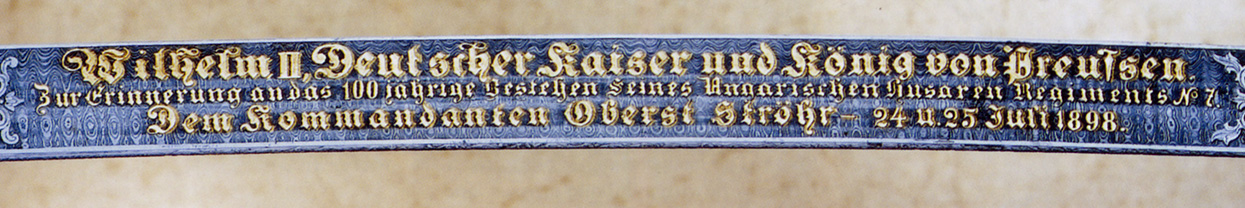 Wilhelm II, Deutscher Kaiser und König von Preussen.
Zur Erinnerung an das 100 jahrige Bestehen Seines Ungarischen Husaren Regiments No 7.
Dem Kommandanten Oberst Ströhr – 24 u. 25 Juli 1898.